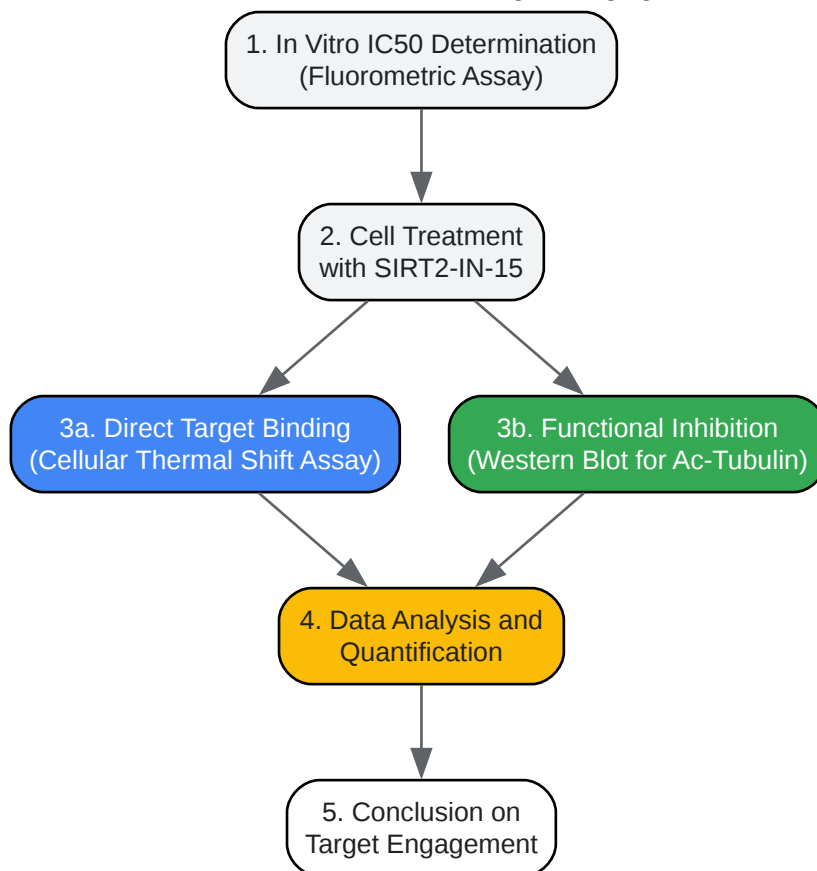 1. In Vitro IC50 Determination
(Fluorometric Assay)
2. Cell Treatment
with SIRT2-IN-15
3a. Direct Target Binding
(Cellular Thermal Shift Assay)
3b. Functional Inhibition
(Western Blot for Ac-Tubulin)
4. Data Analysis and
Quantification
5. Conclusion on
Target Engagement